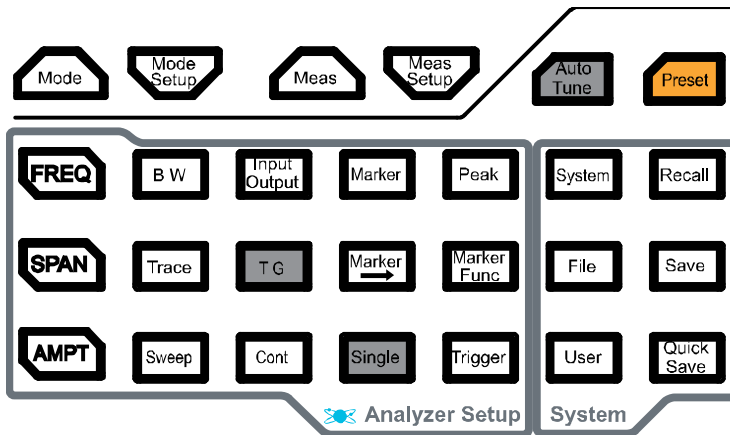 Mode
Mode
Setup
Meas
Meas
Setup
Auto
Tune
Preset
FREQ
B W
Input
Output
Marker
Peak
System
Recall
SPAN
Trace
T G
Marker
Marker
Func
File
Save
AMPT
Sweep
Cont
Single
Trigger
User
Quick
Save
Analyzer Setup
System